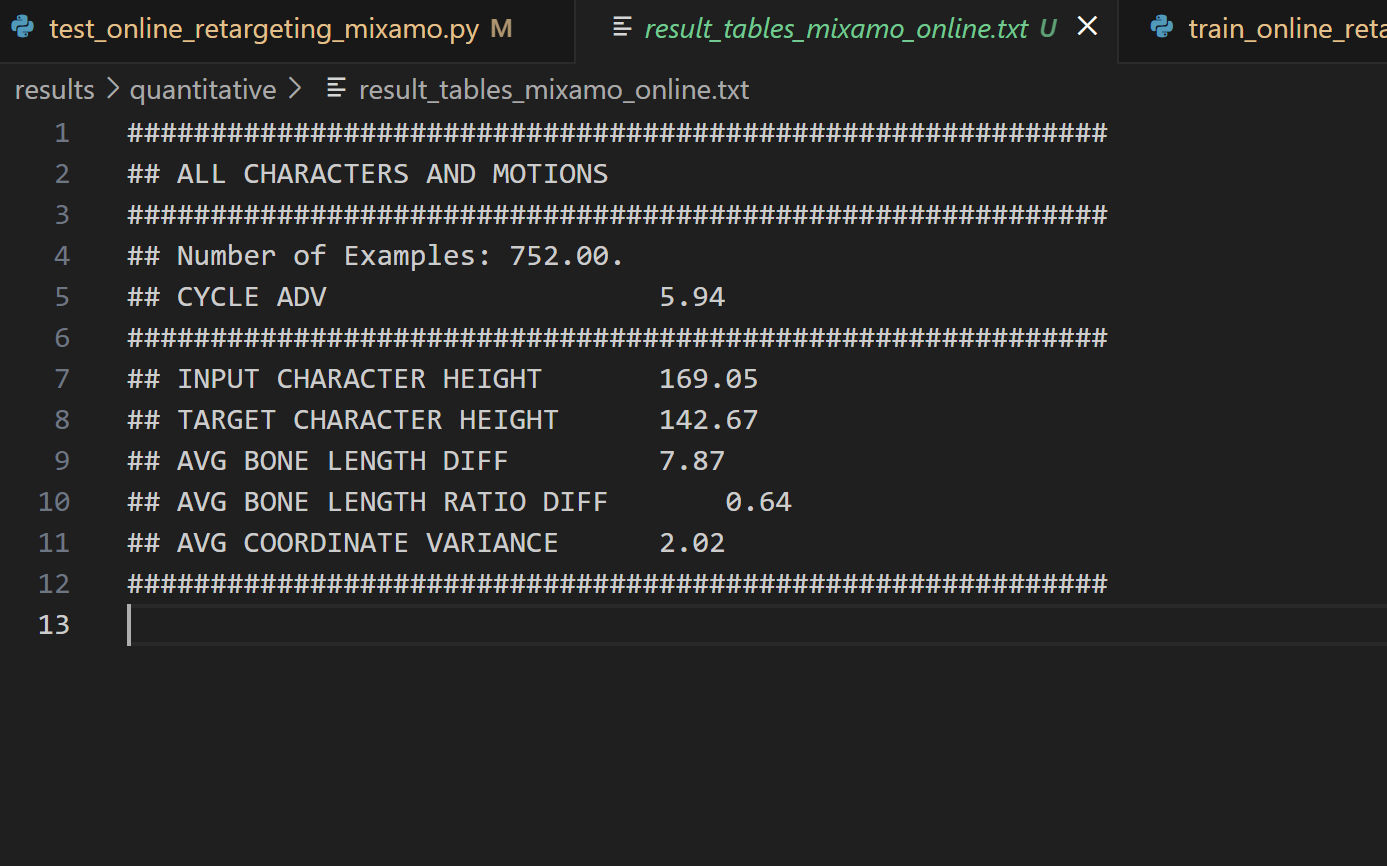 test_online_retargeting_mixamo.py M result_tables_mixamo_online.txt U train_online_reta
results > quantitative > result_tables_mixamo_online.txt
1 ###########################################################
2 ## ALL CHARACTERS AND MOTIONS
3 ###########################################################
4 ## Number of Examples: 752.00.
5 ## CYCLE ADV 5.94
6 ###########################################################
7 ## INPUT CHARACTER HEIGHT 169.05
8 ## TARGET CHARACTER HEIGHT 142.67
9 ## AVG BONE LENGTH DIFF 7.87
10 ## AVG BONE LENGTH RATIO DIFF 0.64
11 ## AVG COORDINATE VARIANCE 2.02
12 ###########################################################
13